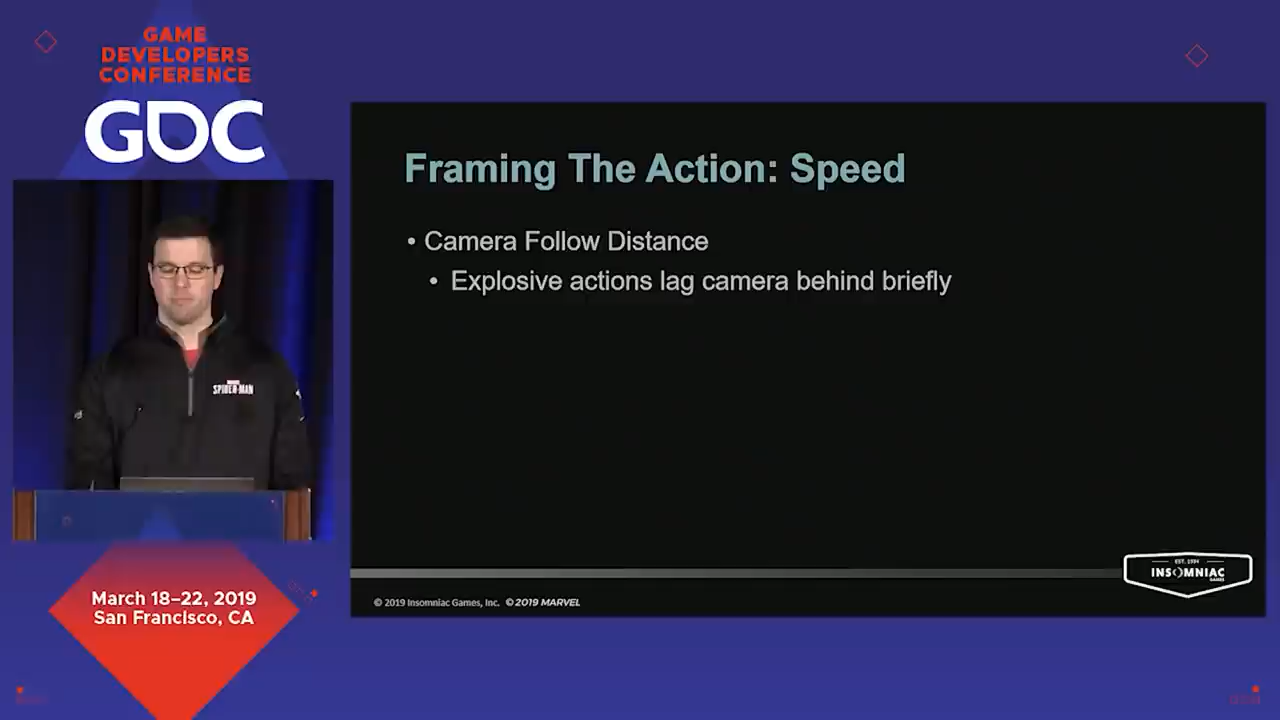 GAME
DEVELOPERS
CONFERENCE
GDC
SPIDER-MAN
March 18–22, 2019
San Francisco, CA
Framing The Action: Speed
• Camera Follow Distance
• Explosive actions lag camera behind briefly
EST. 1994
INSOMNIAC
GAMES
© 2019 Insomniac Games, Inc. © 2019 MARVEL